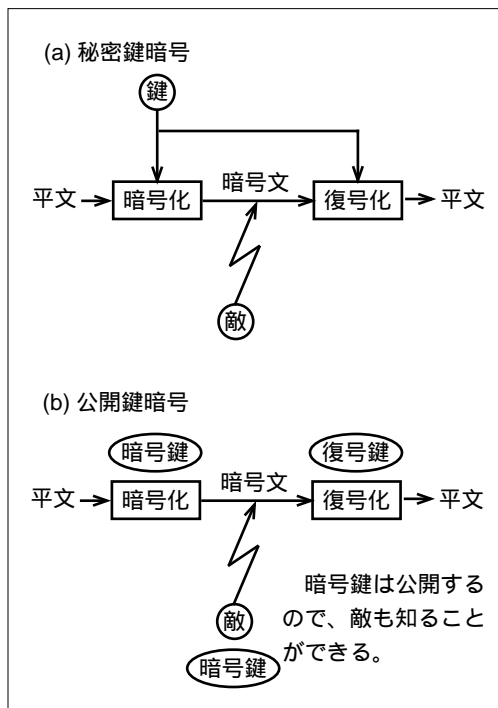 (a) 秘密鍵暗号
鍵
暗号文
平文 暗号化 復号化 平文
敵
(b) 公開鍵暗号
暗号鍵 復号鍵
暗号文
平文 暗号化 復号化 平文
敵
暗号鍵
暗号鍵は公開する
ので、敵も知ること
ができる。